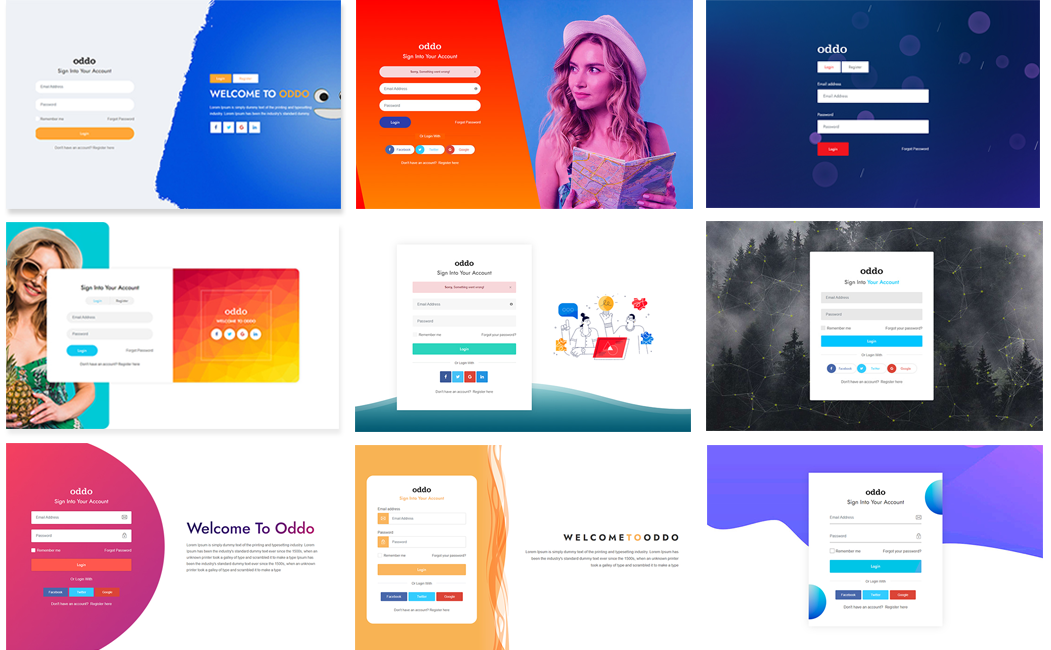 oddo
Sign Into Your Account
Email Address
Password
Remember me
Forgot Password
Login
Don't have an account? Register here
Login
Register
WELCOME TO ODDO
Lorem Ipsum is simply dummy text of the printing and typesetting
industry. Lorem Ipsum has been the industry's standard dummy.
oddo
Sign Into Your Account
Sorry, Something went wrong!
Email Address
Password
Login
Forgot Password
Or Login With
Facebook
Twitter
Google
Don't have an account? Register here
oddo
Login
Register
Email address
Email Address
Password
Password
Login
Forgot Password
Sign Into Your Account
Login
Register
Email Address
Password
Login
Forgot Password
Don't have an account? Register here
oddo
WELCOME TO ODDO
oddo
Sign Into Your Account
Sorry, Something went wrong!
Email Address
Password
Remember me
Forgot your password?
Login
Or Login With
Don't have an account? Register here
oddo
Sign Into Your Account
Email Address
Password
Remember me
Forgot your password?
Login
Facebook
Twitter
Google
Don't have an account? Register here
oddo
Sign Into Your Account
Email Address
Password
Remember me
Forgot Password
Login
Or Login With
Facebook
Twitter
Google
Don't have an account? Register here
Welcome To Oddo
Lorem Ipsum is simply dummy text of the printing and typesetting industry. Lorem Ipsum
has been the industry's standard dummy text ever since the 1500s, when an
unknown printer took a galley of type and scrambled it to make a type
specimen book. Lorem Ipsum has been the industry's standard dummy text
ever since the 1500s, when an unknown printer took a galley of type
oddo
Sign Into Your Account
Email address
Email Address
Password
Password
Remember me
Forgot your password?
Login
Or Login With
Facebook
Twitter
Google
Don't have an account? Register here
WELCOME TO ODDO
Lorem Ipsum is simply dummy text of the printing and typesetting industry. Lorem Ipsum has been
the industry's standard dummy text ever since the 1500s, when an unknown printer took a galley
of type and scrambled it to make a type
oddo
Sign Into Your Account
Email Address
Password
Remember me
Forgot your password?
Login
Or Login With
Facebook
Twitter
Google
Don't have an account? Register here